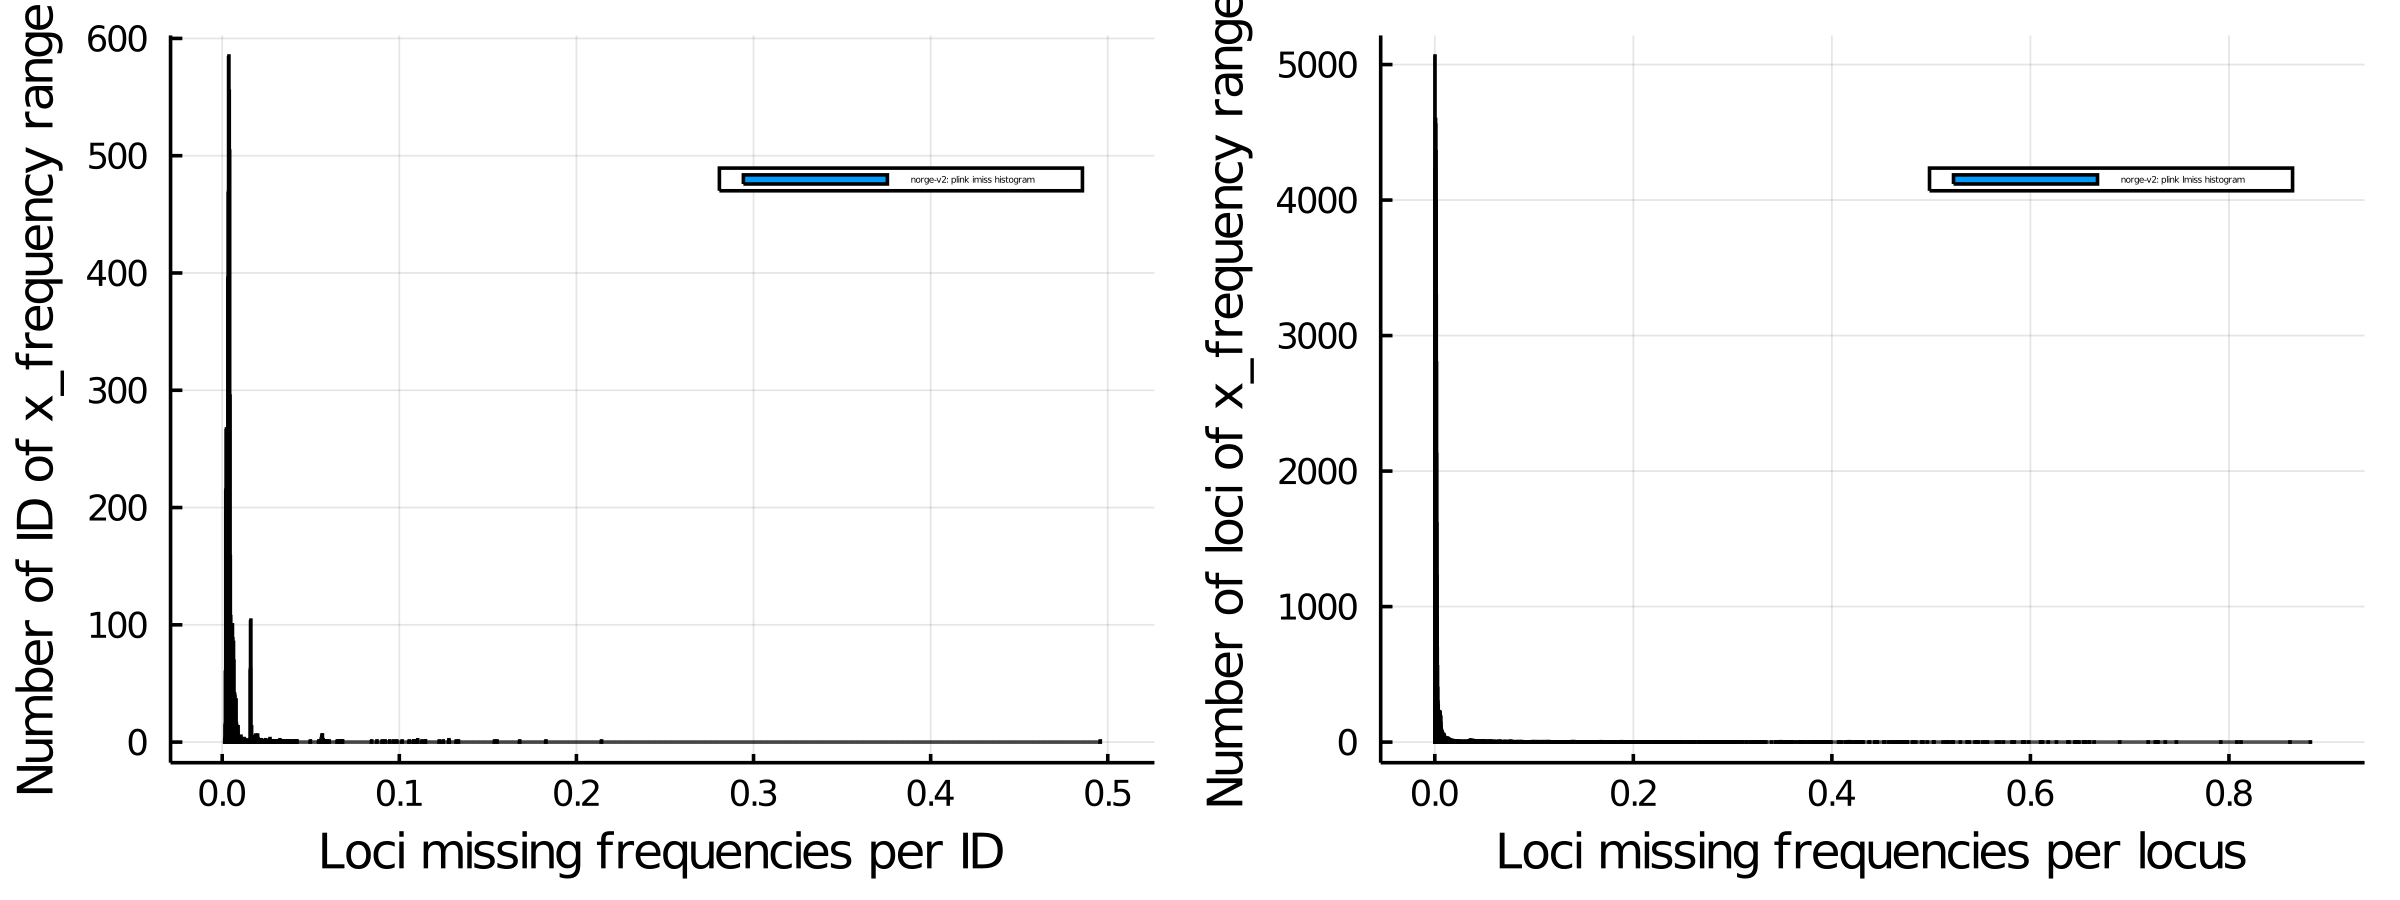 Number of ID of x_frequency range
600
500
400
300
200
100
0
norge-v2: plink imiss histogram
0.0 0.1 0.2 0.3 0.4 0.5
Loci missing frequencies per ID
Number of loci of x_frequency range
5000
4000
3000
2000
1000
0
norge-v2: plink lmiss histogram
0.0 0.2 0.4 0.6 0.8
Loci missing frequencies per locus